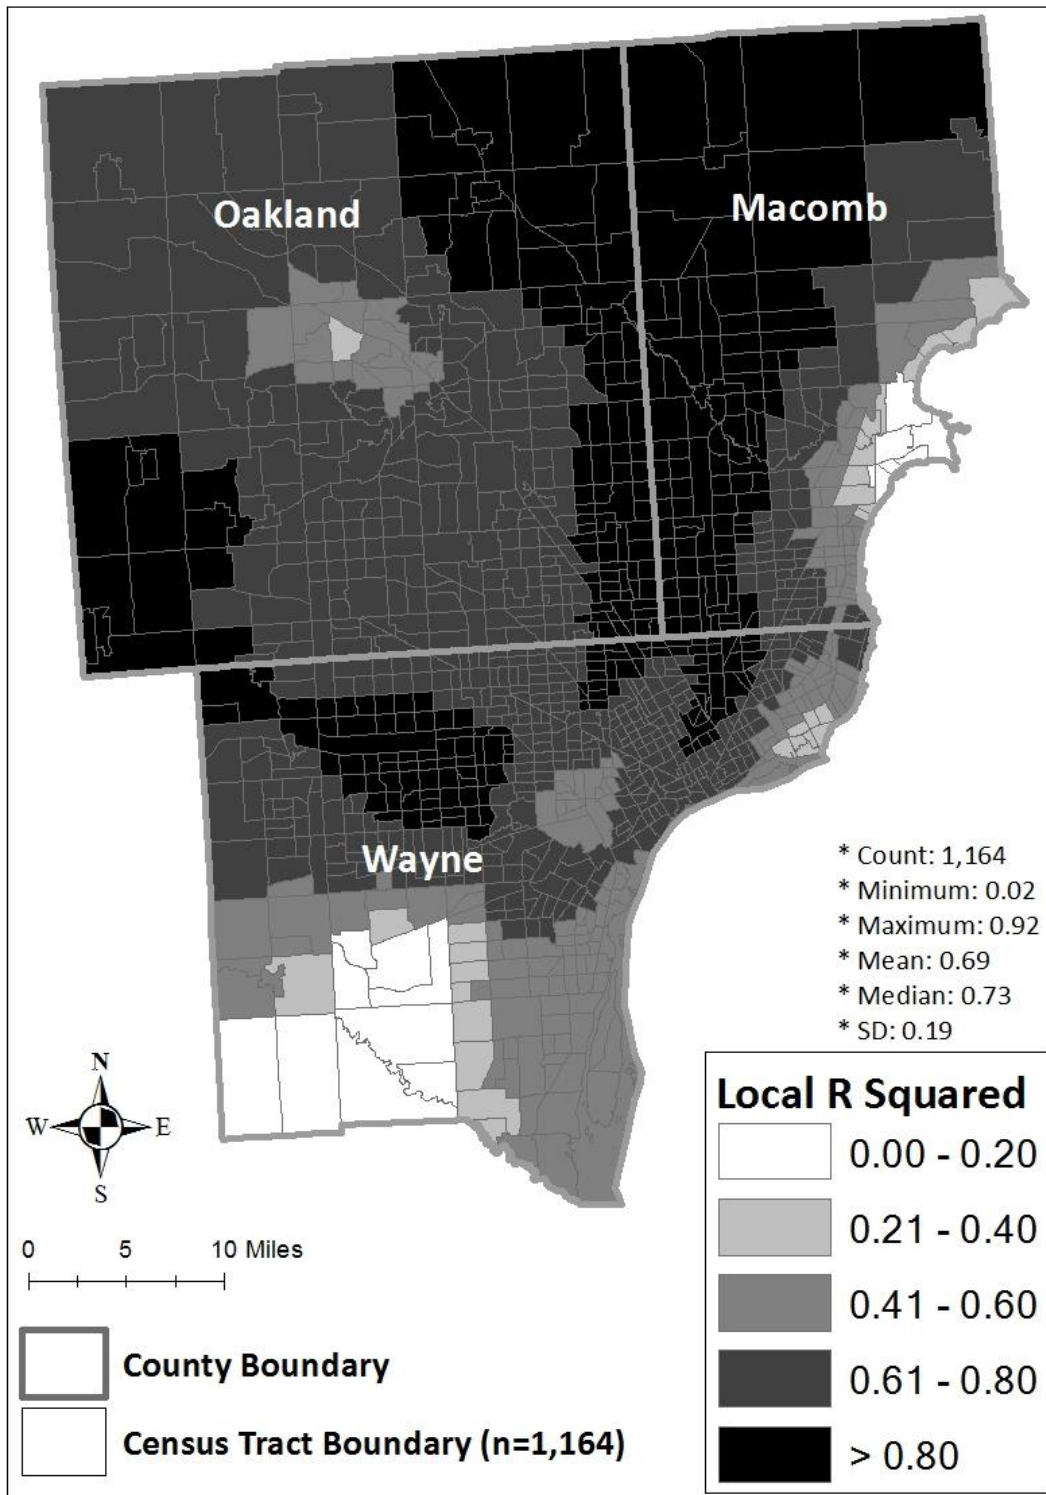 Oakland
Macomb
Wayne
* Count: 1,164
* Minimum: 0.02
* Maximum: 0.92
* Mean: 0.69
* Median: 0.73
* SD: 0.19
N
W E
S
0 5 10 Miles
County Boundary
Census Tract Boundary (n=1,164)
Local R Squared
0.00 - 0.20
0.21 - 0.40
0.41 - 0.60
0.61 - 0.80
> 0.80